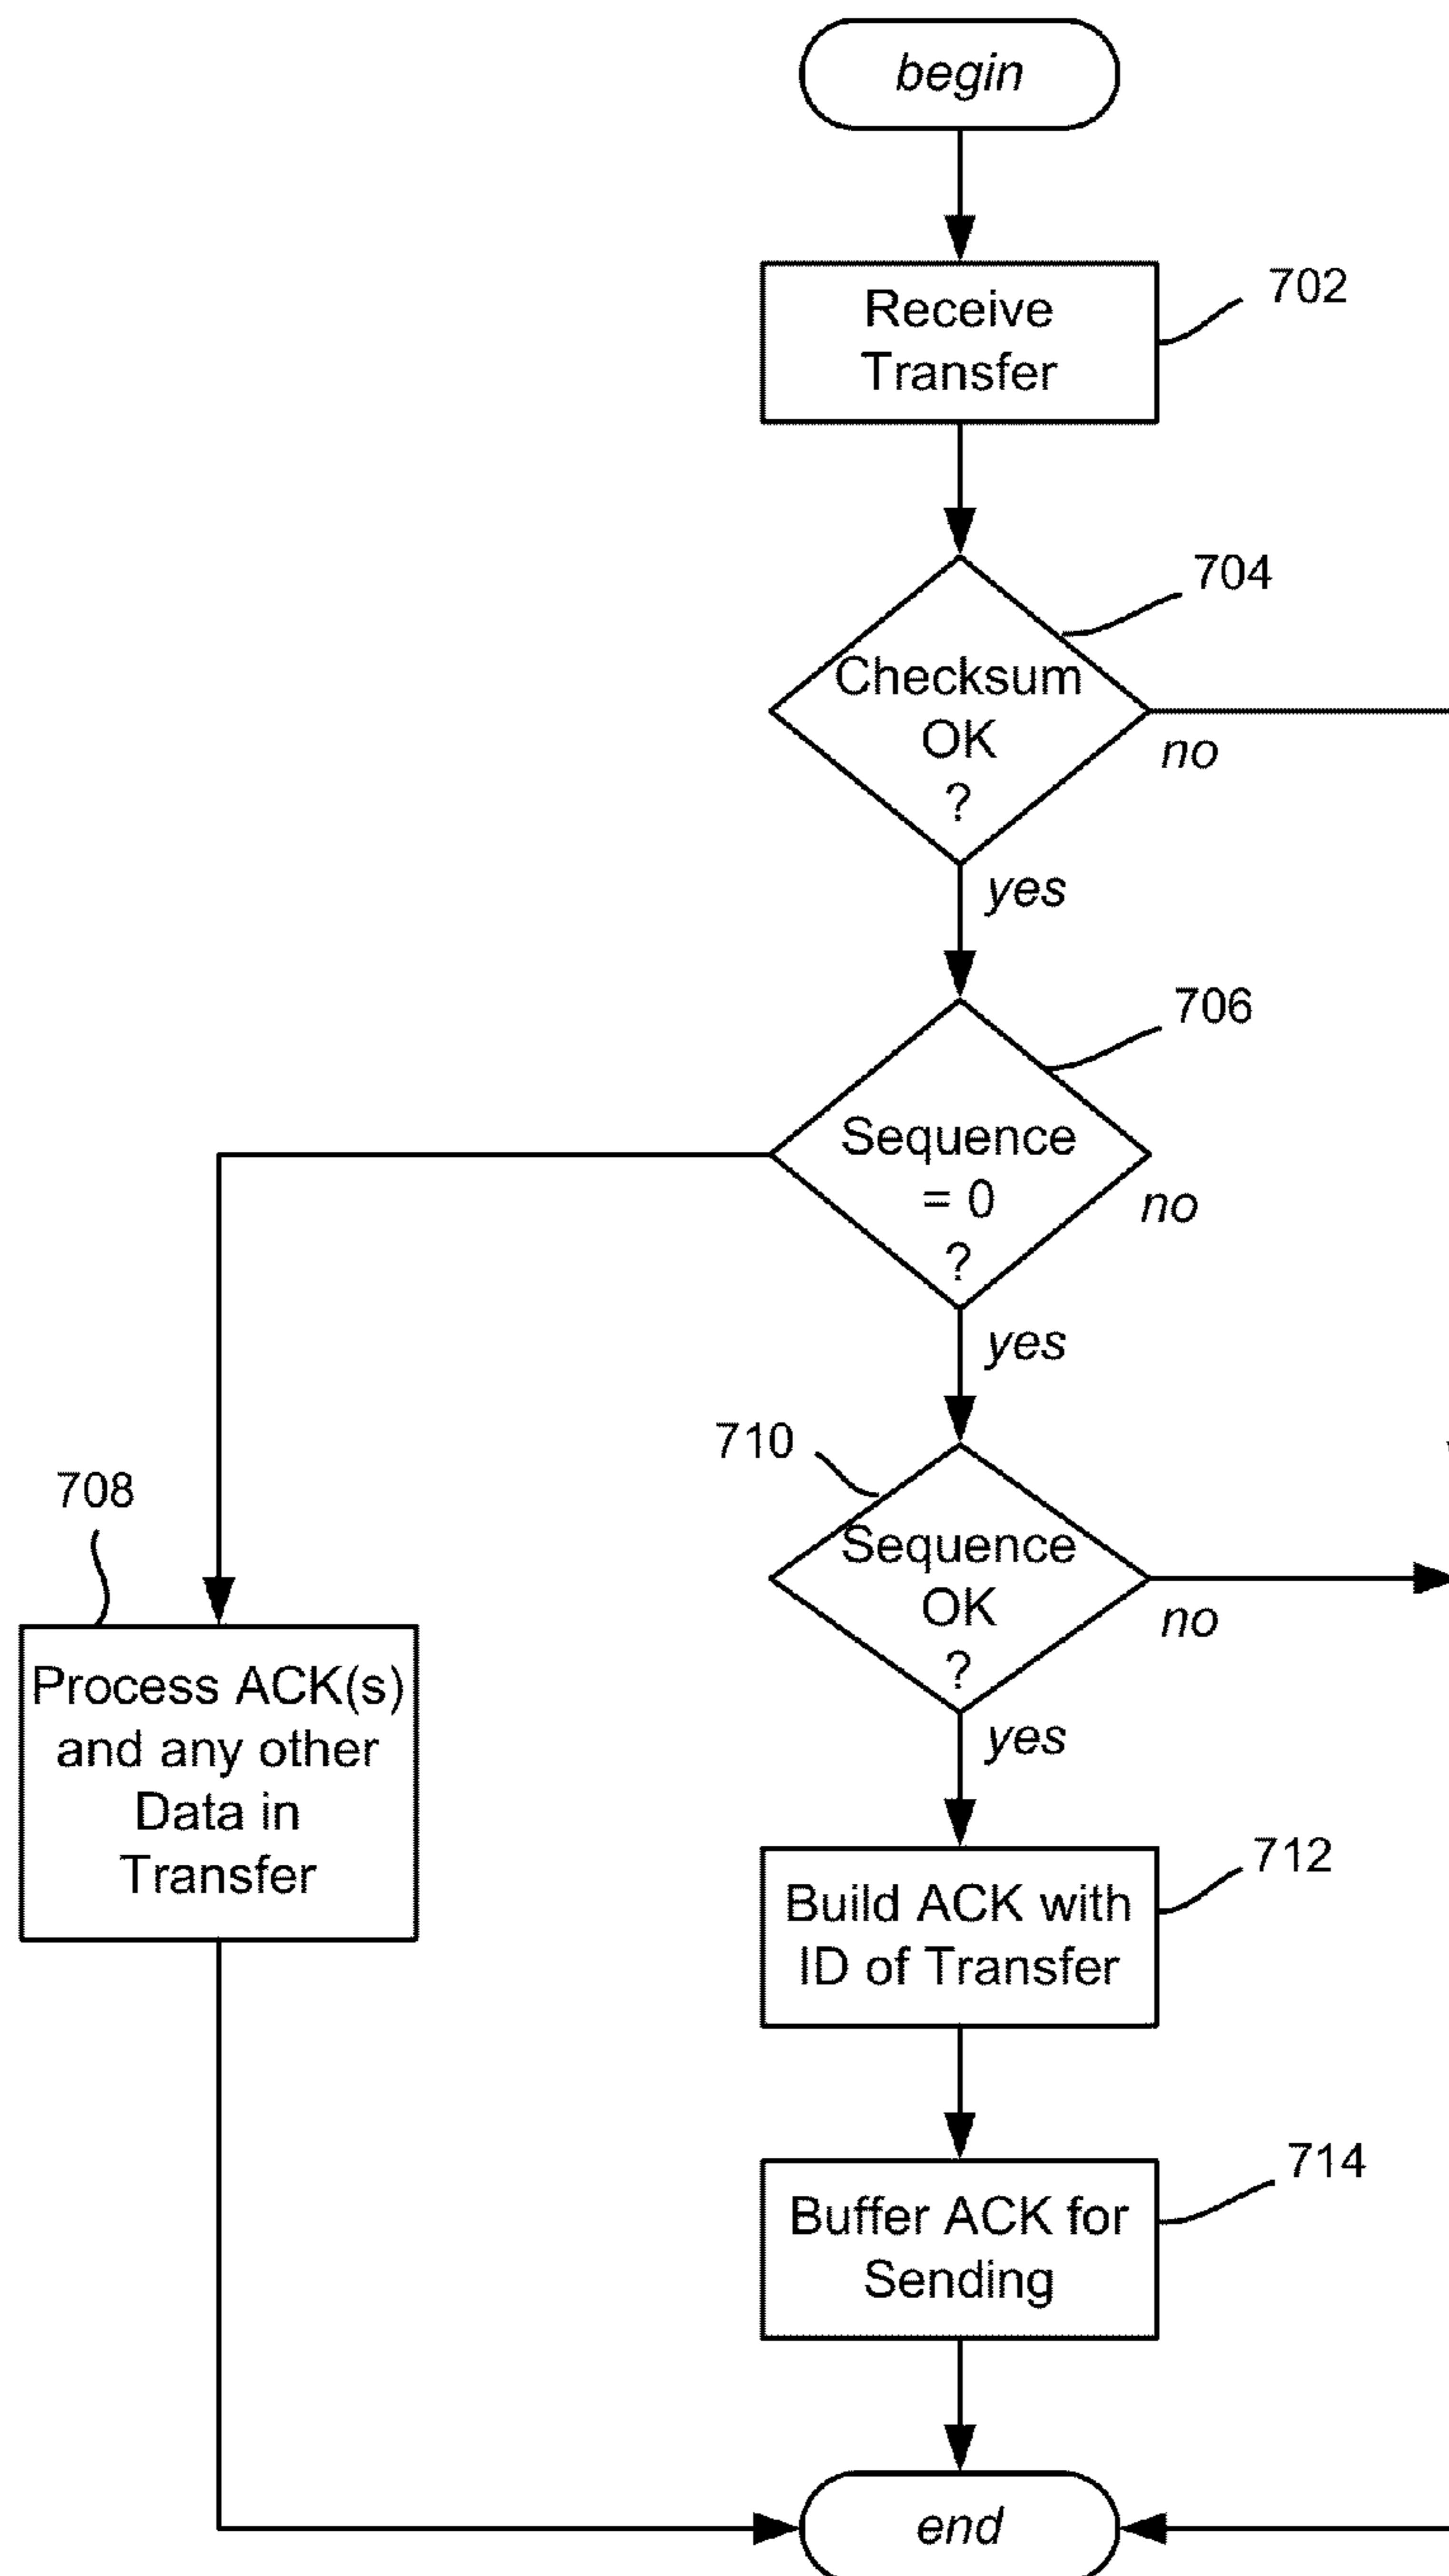 begin
Receive
Transfer
702
704
Checksum
OK
?
no
yes
706
Sequence
= 0
?
no
yes
710
Sequence
OK
?
no
yes
708
Process ACK(s)
and any other
Data in
Transfer
712
Build ACK with
ID of Transfer
714
Buffer ACK for
Sending
end